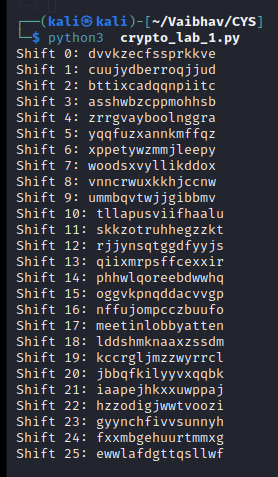 ┌──(kali㉿kali)-[~/Vaibhav/CYS]
└─$ python3  crypto_lab_1.py
Shift 0: dvvkzecfssprkkve
Shift 1: cuujydberroqjjud
Shift 2: bttixcadqqnpiitc
Shift 3: asshwbzcppmohhsb
Shift 4: zrrgvayboolnggra
Shift 5: yqqfuzxannkmffqz
Shift 6: xppetywzmmjleepy
Shift 7: woodsxvyllikddox
Shift 8: vnncrwuxkkhjccnw
Shift 9: ummbqvtwjjgibbmv
Shift 10: tllapusviifhaalu
Shift 11: skkzotruhhegzzkt
Shift 12: rjjynsqtggdfyyjs
Shift 13: qiixmrpsffcexxir
Shift 14: phhwlqoreebdwwhq
Shift 15: oggvkpnqddacvvgp
Shift 16: nffujompcczbuufo
Shift 17: meetinlobbyatten
Shift 18: lddshmknaaxzssdm
Shift 19: kccrgljmzzwyrrcl
Shift 20: jbbqfkilyyvxqqbk
Shift 21: iaapejhkxxuwppaj
Shift 22: hzzodigjwwtvoozi
Shift 23: gyynchfivvsunnyh
Shift 24: fxxmbgehuurtmmxg
Shift 25: ewwlafdgttqsllwf